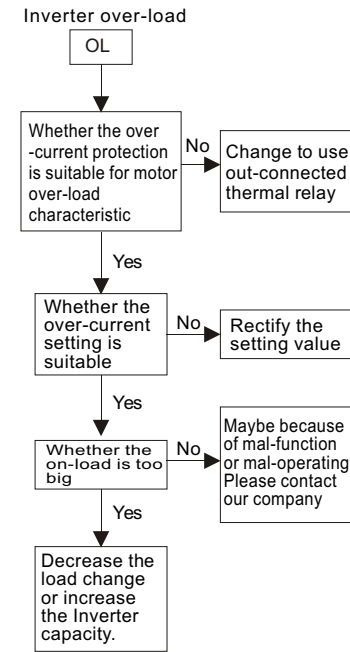 Inverter over-load
OL
Whether the over
-current protection
is suitable for motor
over-load
characteristic
No
Change to use
out-connected
thermal relay
Yes
Whether the
over-current
setting is
suitable
No
Rectify the
setting value
Yes
Whether the
on-load is too
big
No
Maybe because
of mal-function
or mal-operating
Please contact
our company
Yes
Decrease the
load change
or increase
the Inverter
capacity.